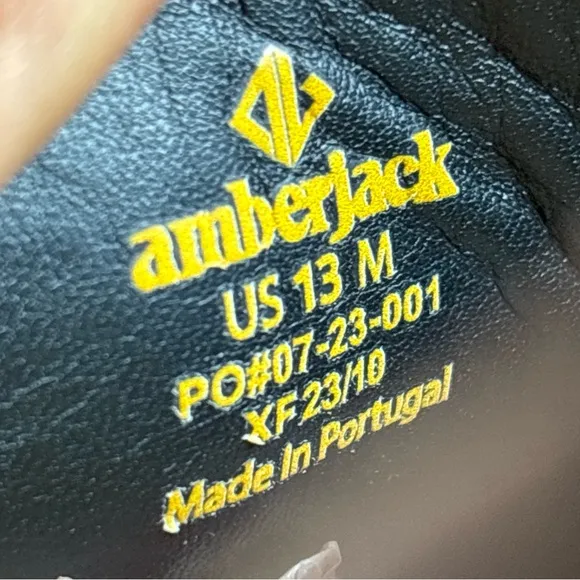 amberjack
US 13 M
PO#07-23-001
XF 23/10
Made In Portugal